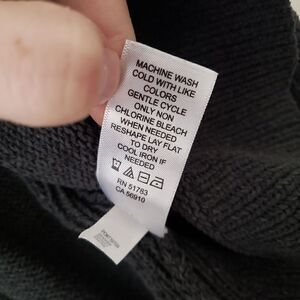 MACHINE WASH
COLD WITH LIKE
COLORS
GENTLE CYCLE
ONLY NON
CHLORINE BLEACH
WHEN NEEDED
RESHAPE LAY FLAT
TO DRY
COOL IRON IF
NEEDED
RN 51783
CA 56910